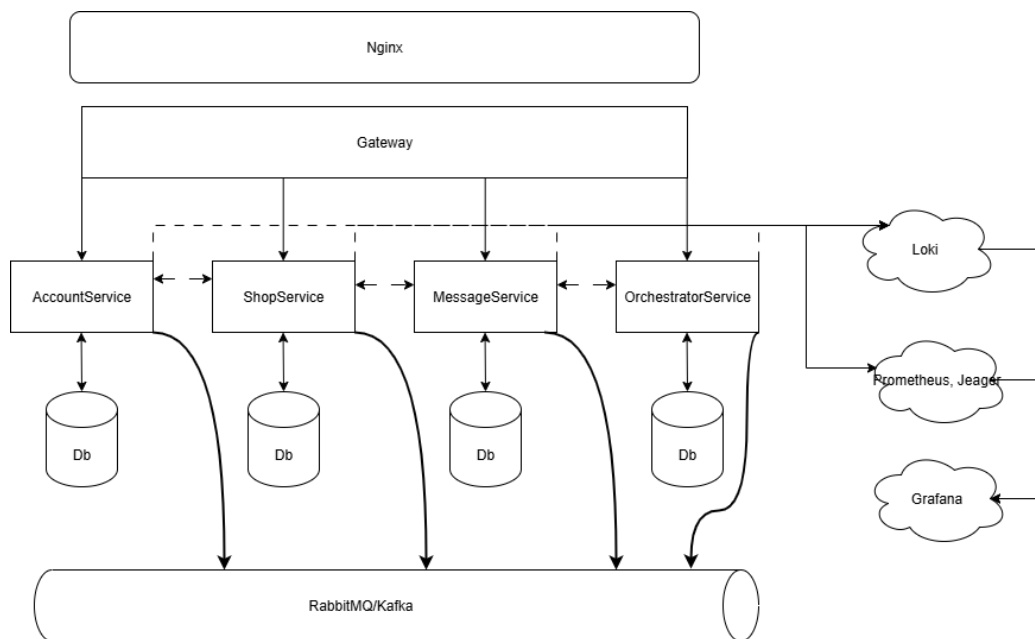 Nginx
Gateway
AccountService
ShopService
MessageService
OrchestratorService
Loki
Prometheus, Jeager
Db
Db
Db
Db
Grafana
RabbitMQ/Kafka